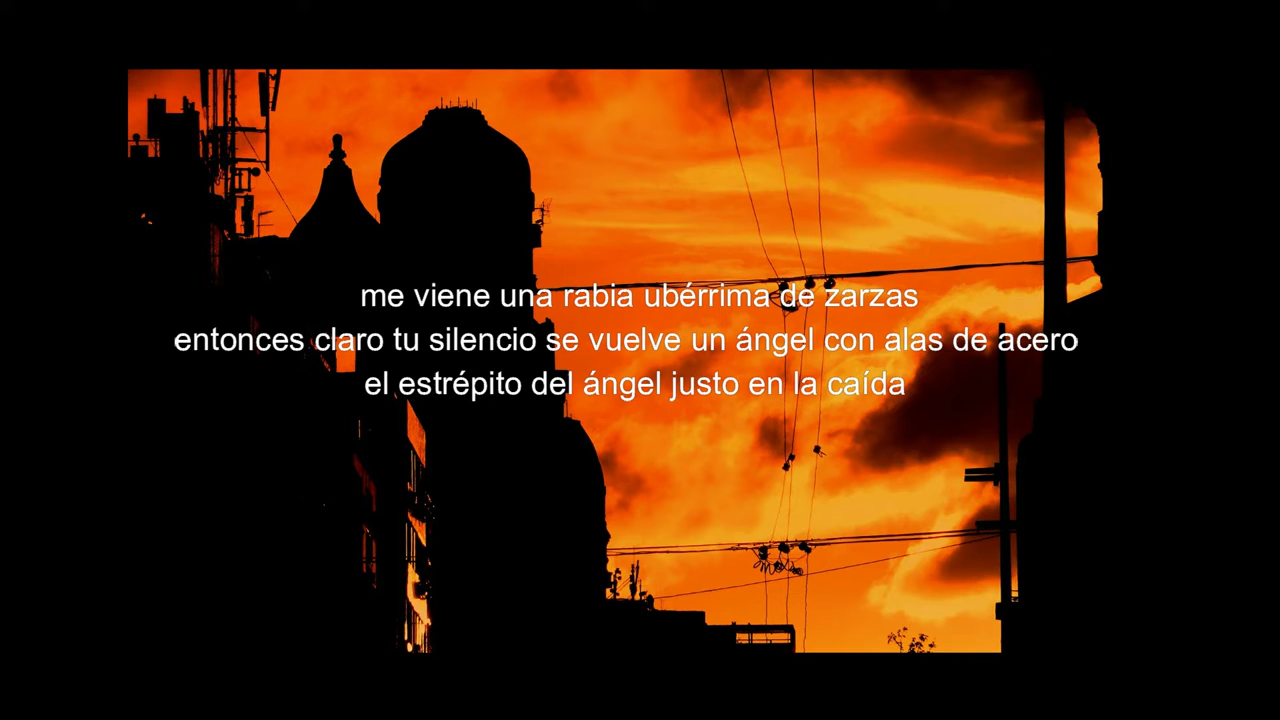 me viene una rabia ubérrima de zarzas
entonces claro tu silencio se vuelve un ángel con alas de acero
el estrépito del ángel justo en la caída